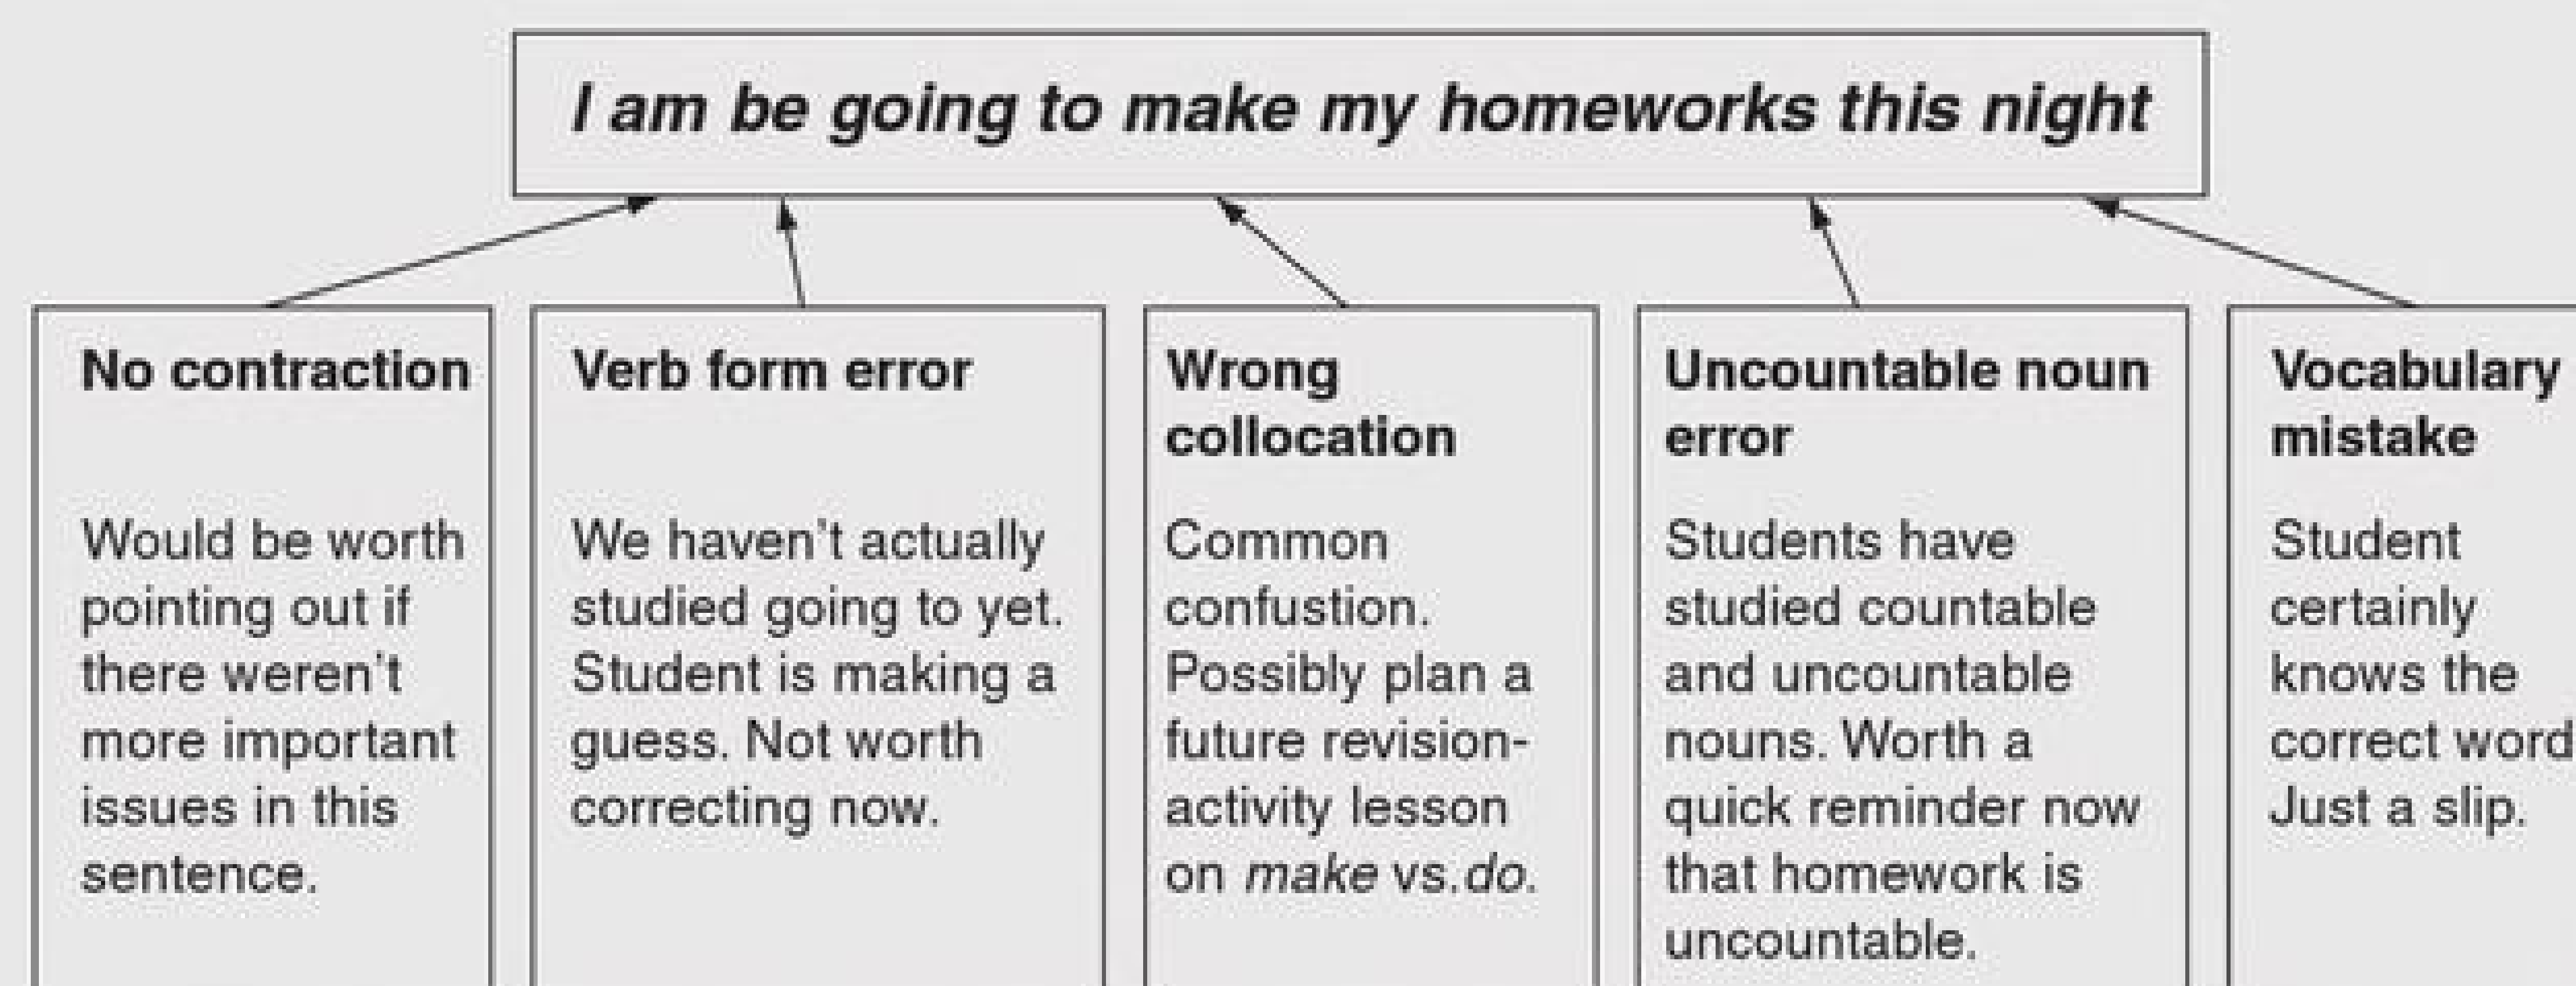 I am be going to make my homeworks this night
No contraction
Would be worth
pointing out if
there weren't
more important
issues in this
sentence.
Verb form error
We haven't actually
studied going to yet.
Student is making a
guess. Not worth
correcting now.
Wrong
collocation
Common
confustion.
Possibly plan a
future revision-
activity lesson
on make vs.do.
Uncountable noun
error
Students have
studied countable
and uncountable
nouns. Worth a
quick reminder now
that homework is
uncountable.
Vocabulary
mistake
Student
certainly
knows the
correct word
Just a slip.